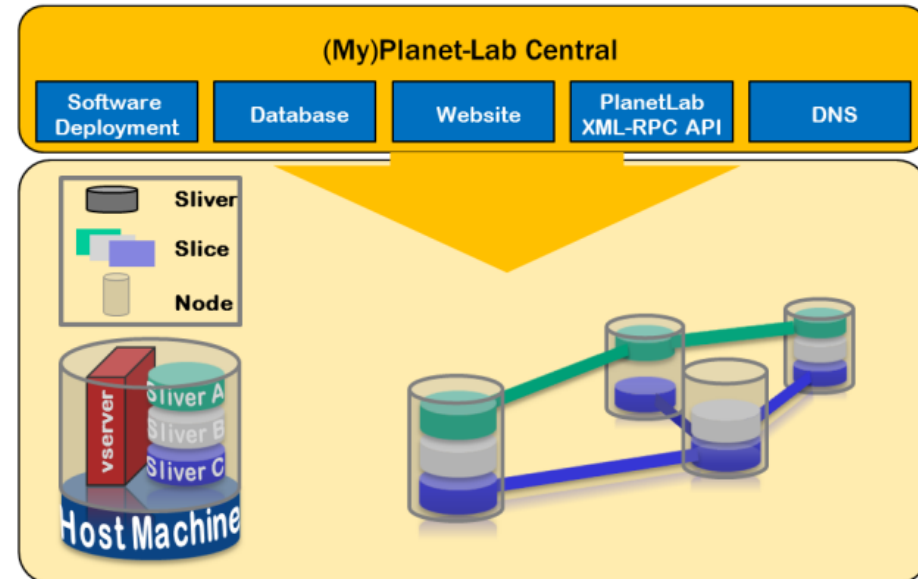 (My)Planet-Lab Central
Software
Deployment
Database
Website
PlanetLab
XML-RPC API
DNS
Sliver
Slice
Node
vserver
Sliver A
Sliver B
Sliver C
Host Machine